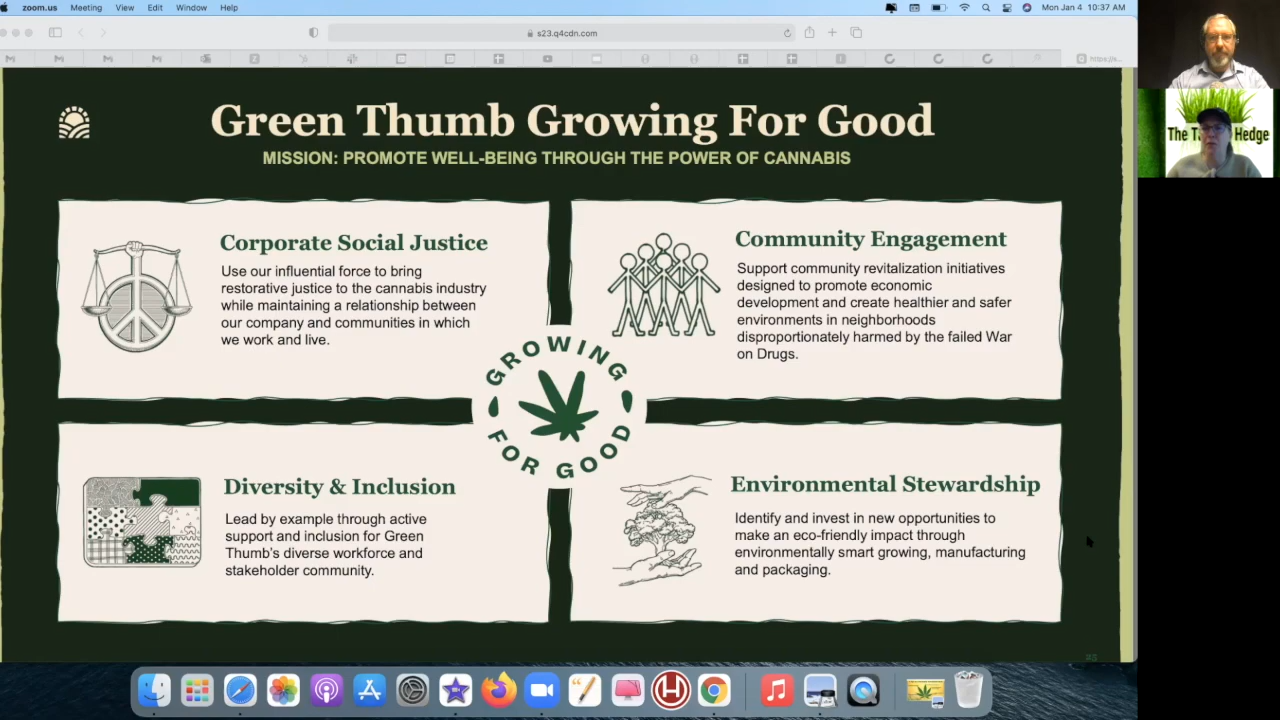 zoom.us Meeting View Edit Window Help Mon Jan 4 10:37 AM
s23.q4cdn.com
https://s...
Green Thumb Growing For Good
MISSION: PROMOTE WELL-BEING THROUGH THE POWER OF CANNABIS
Corporate Social Justice
Use our influential force to bring
restorative justice to the cannabis industry
while maintaining a relationship between
our company and communities in which
we work and live.
Community Engagement
Support community revitalization initiatives
designed to promote economic
development and create healthier and safer
environments in neighborhoods
disproportionately harmed by the failed War
on Drugs.
GROWING
FOR GOOD
Diversity & Inclusion
Lead by example through active
support and inclusion for Green
Thumb's diverse workforce and
stakeholder community.
Environmental Stewardship
Identify and invest in new opportunities to
make an eco-friendly impact through
environmentally smart growing, manufacturing
and packaging.
35
The Hedge